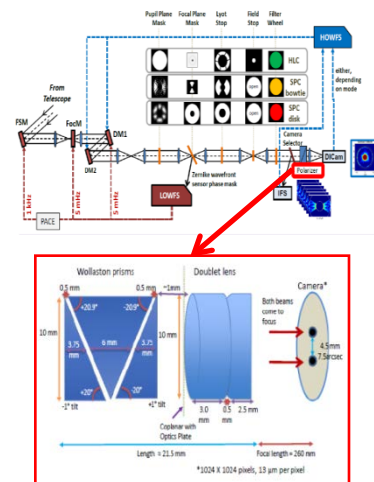 Pupil Plane Mask
Focal Plane Mask
Lyot Stop
Field Stop
Filter Wheel
HOWFS
HLC
SPC bowtie
SPC disk
either, depending on mode
From Telescope
FSM
FocM
DM1
DM2
Camera Selector
DICam
Polarizer
IFS
Zernike wavefront sensor phase mask
LOWFS
1 kHz
5 mHz
5 mHz
PACE
Wollaston prisms
Doublet lens
Camera*
0.5 mm
0.5 mm
~1mm
+20.9°
-20.9°
10 mm
3.75 mm
6 mm
3.75 mm
10 mm
+20°
-20°
-1° tilt
+1° tilt
Both beams come to focus
4.5mm
7.5arcsec
3.0 mm
0.5 mm
2.5 mm
Coplanar with Optics Plate
Length = 21.5 mm
Focal length = 260 mm
*1024 X 1024 pixels, 13 µm per pixel
open
open